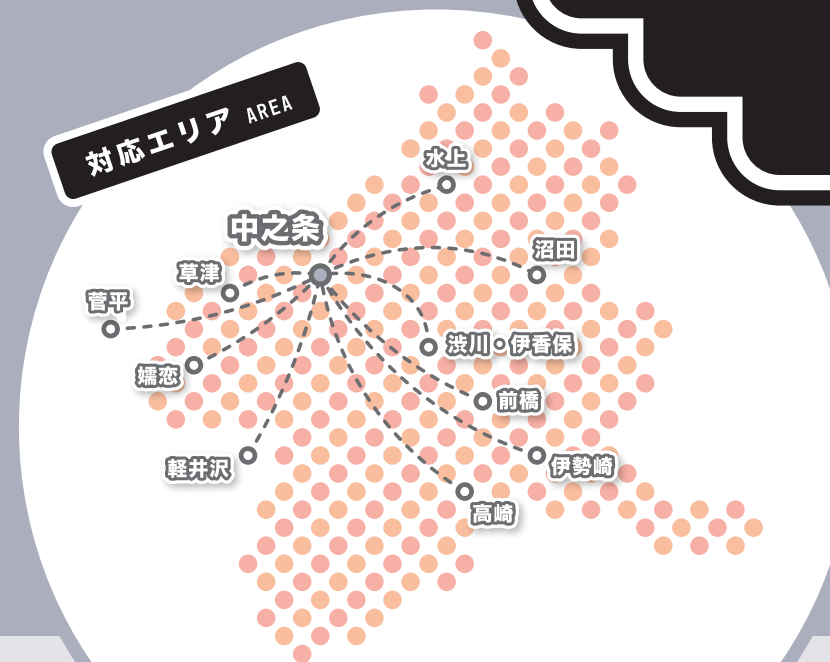 対応エリア AREA
水上
中之条
沼田
草津
菅平
渋川・伊香保
嬬恋
前橋
軽井沢
伊勢崎
高崎